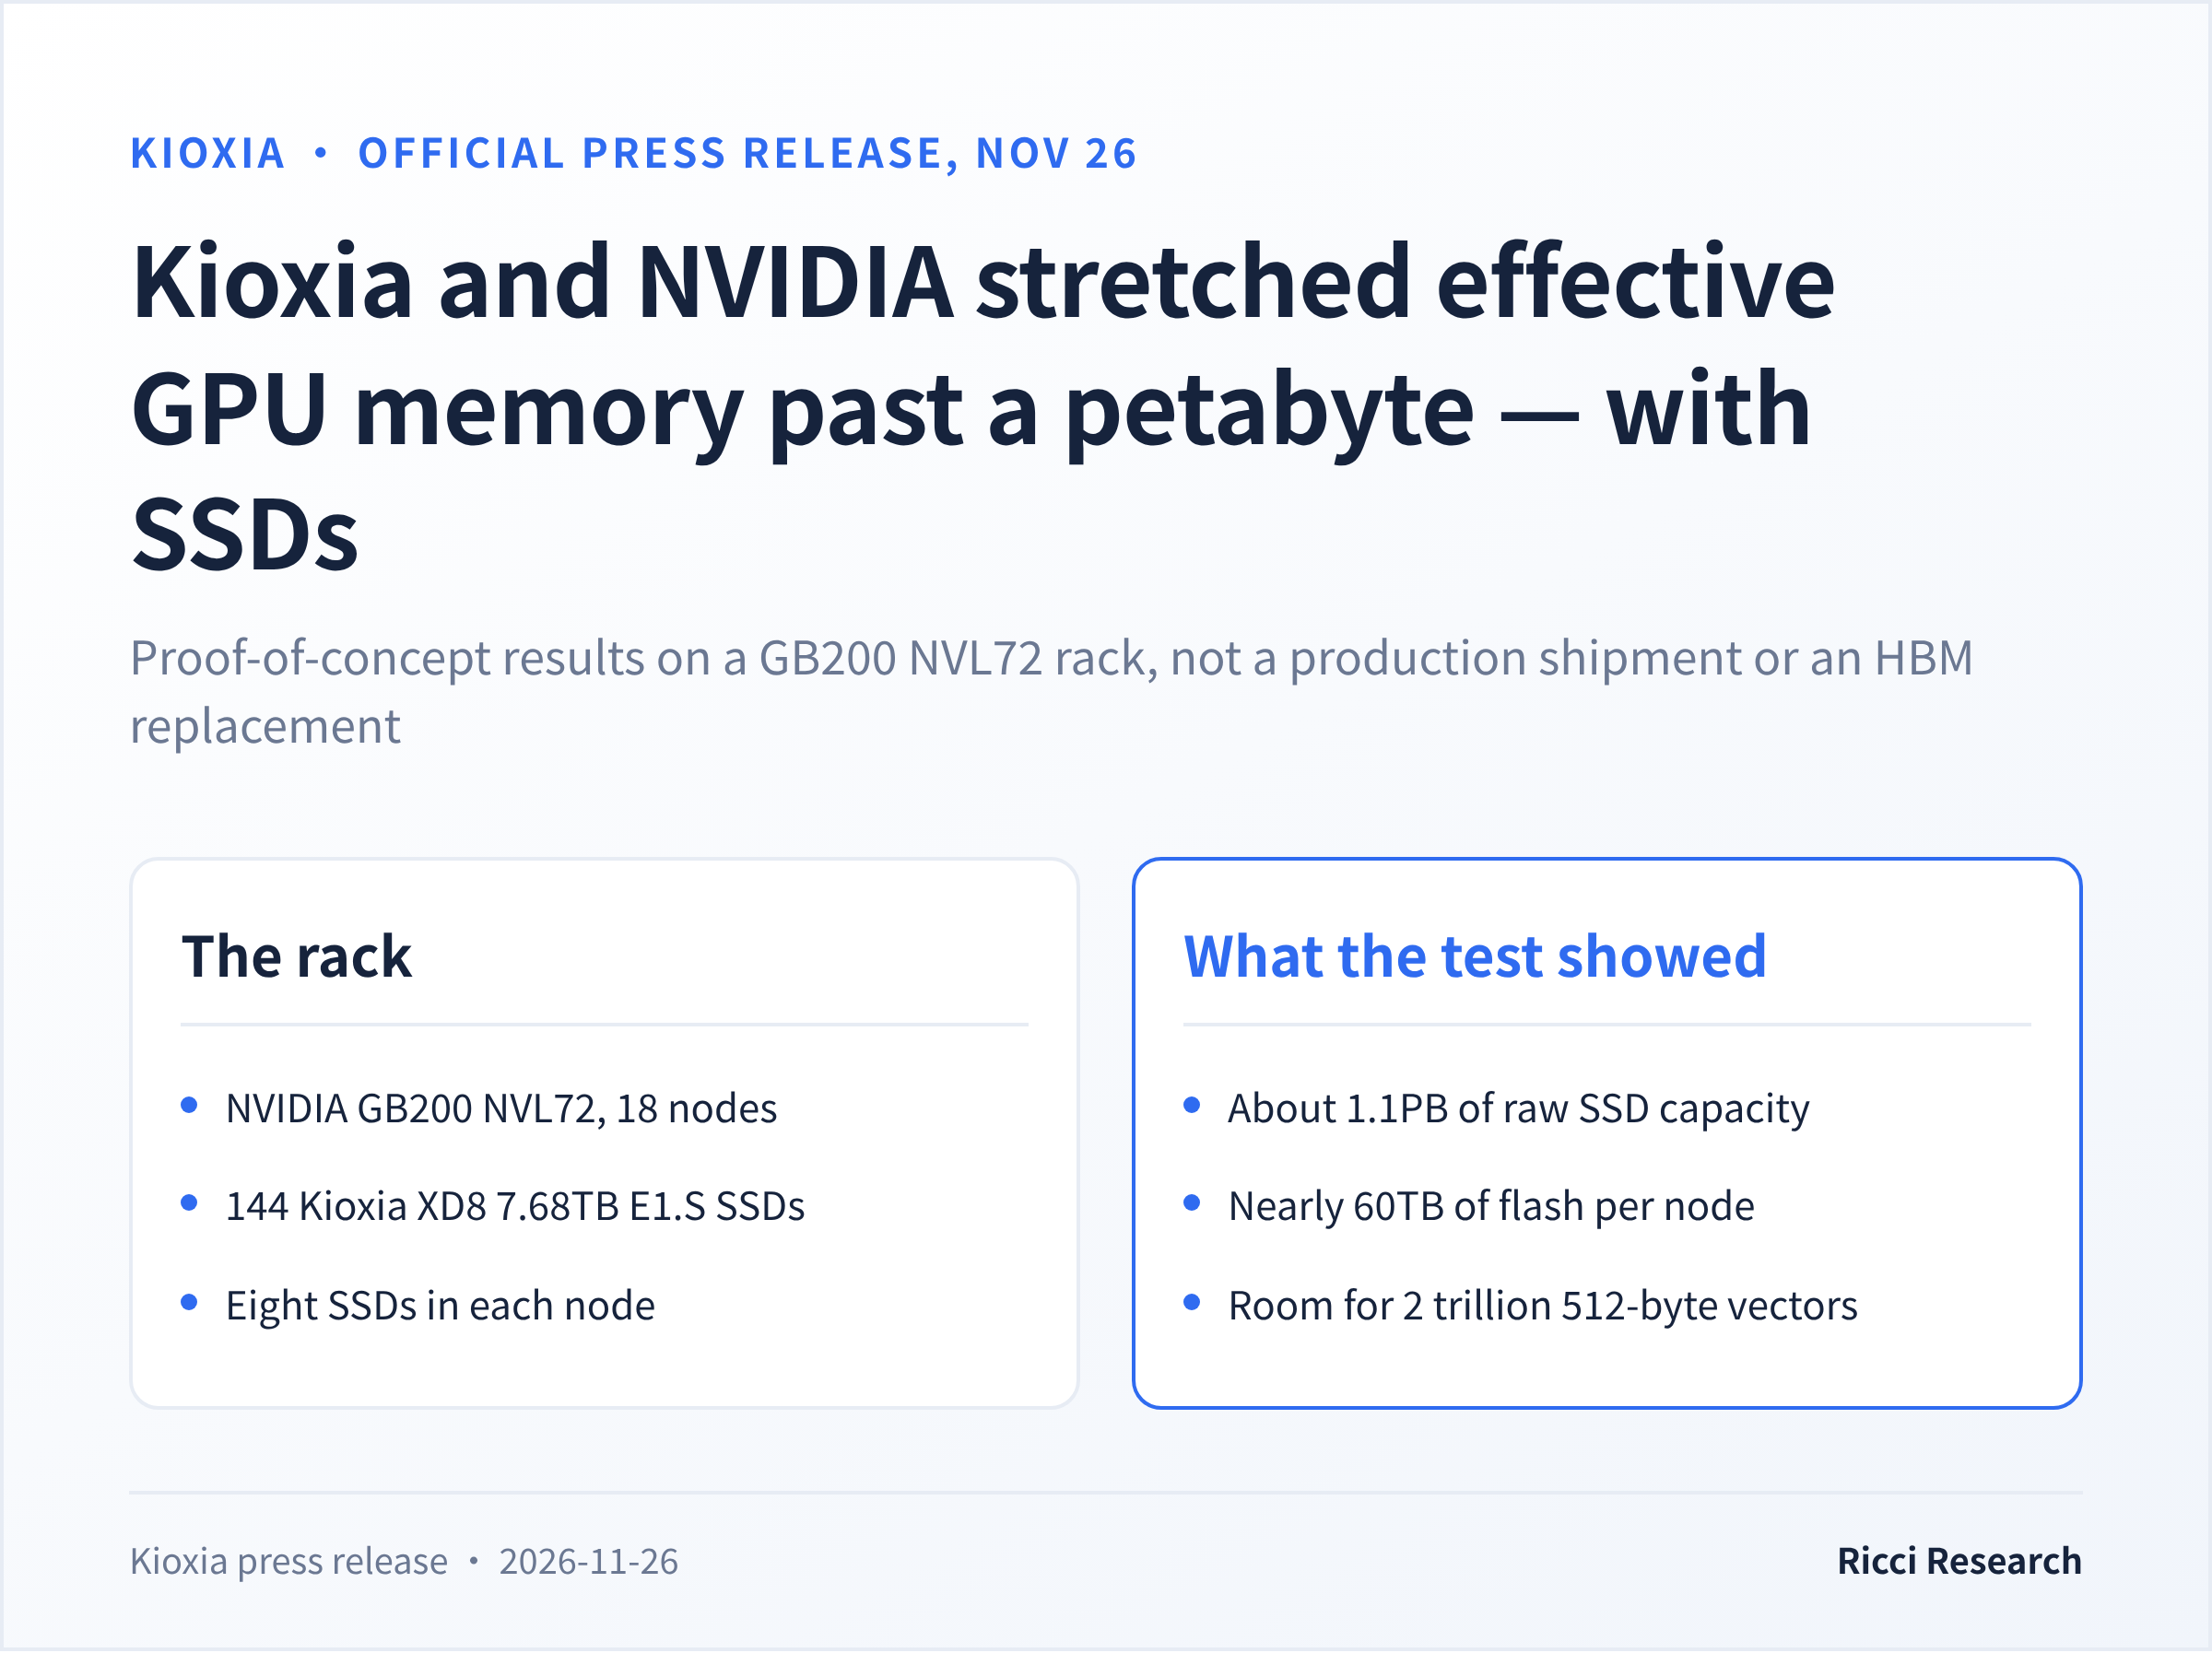 KIOXIA • OFFICIAL PRESS RELEASE, NOV 26
Kioxia and NVIDIA stretched effective
GPU memory past a petabyte — with
SSDs
Proof-of-concept results on a GB200 NVL72 rack, not a production shipment or an HBM
replacement
The rack
• NVIDIA GB200 NVL72, 18 nodes
• 144 Kioxia XD8 7.68TB E1.S SSDs
• Eight SSDs in each node
What the test showed
• About 1.1PB of raw SSD capacity
• Nearly 60TB of flash per node
• Room for 2 trillion 512-byte vectors
Kioxia press release • 2026-11-26
Ricci Research